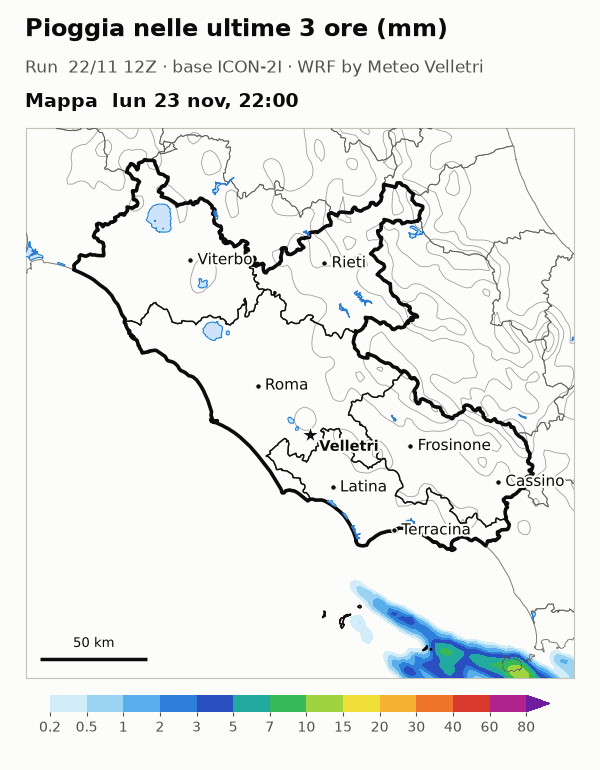 Pioggia nelle ultime 3 ore (mm)
Run  22/11 12Z · base ICON-2I · WRF by Meteo Velletri
Mappa  lun 23 nov, 22:00
Viterbo
Rieti
Roma
Velletri
Frosinone
Latina
Cassino
Terracina
50 km
0.2 0.5 1 2 3 5 7 10 15 20 30 40 60 80